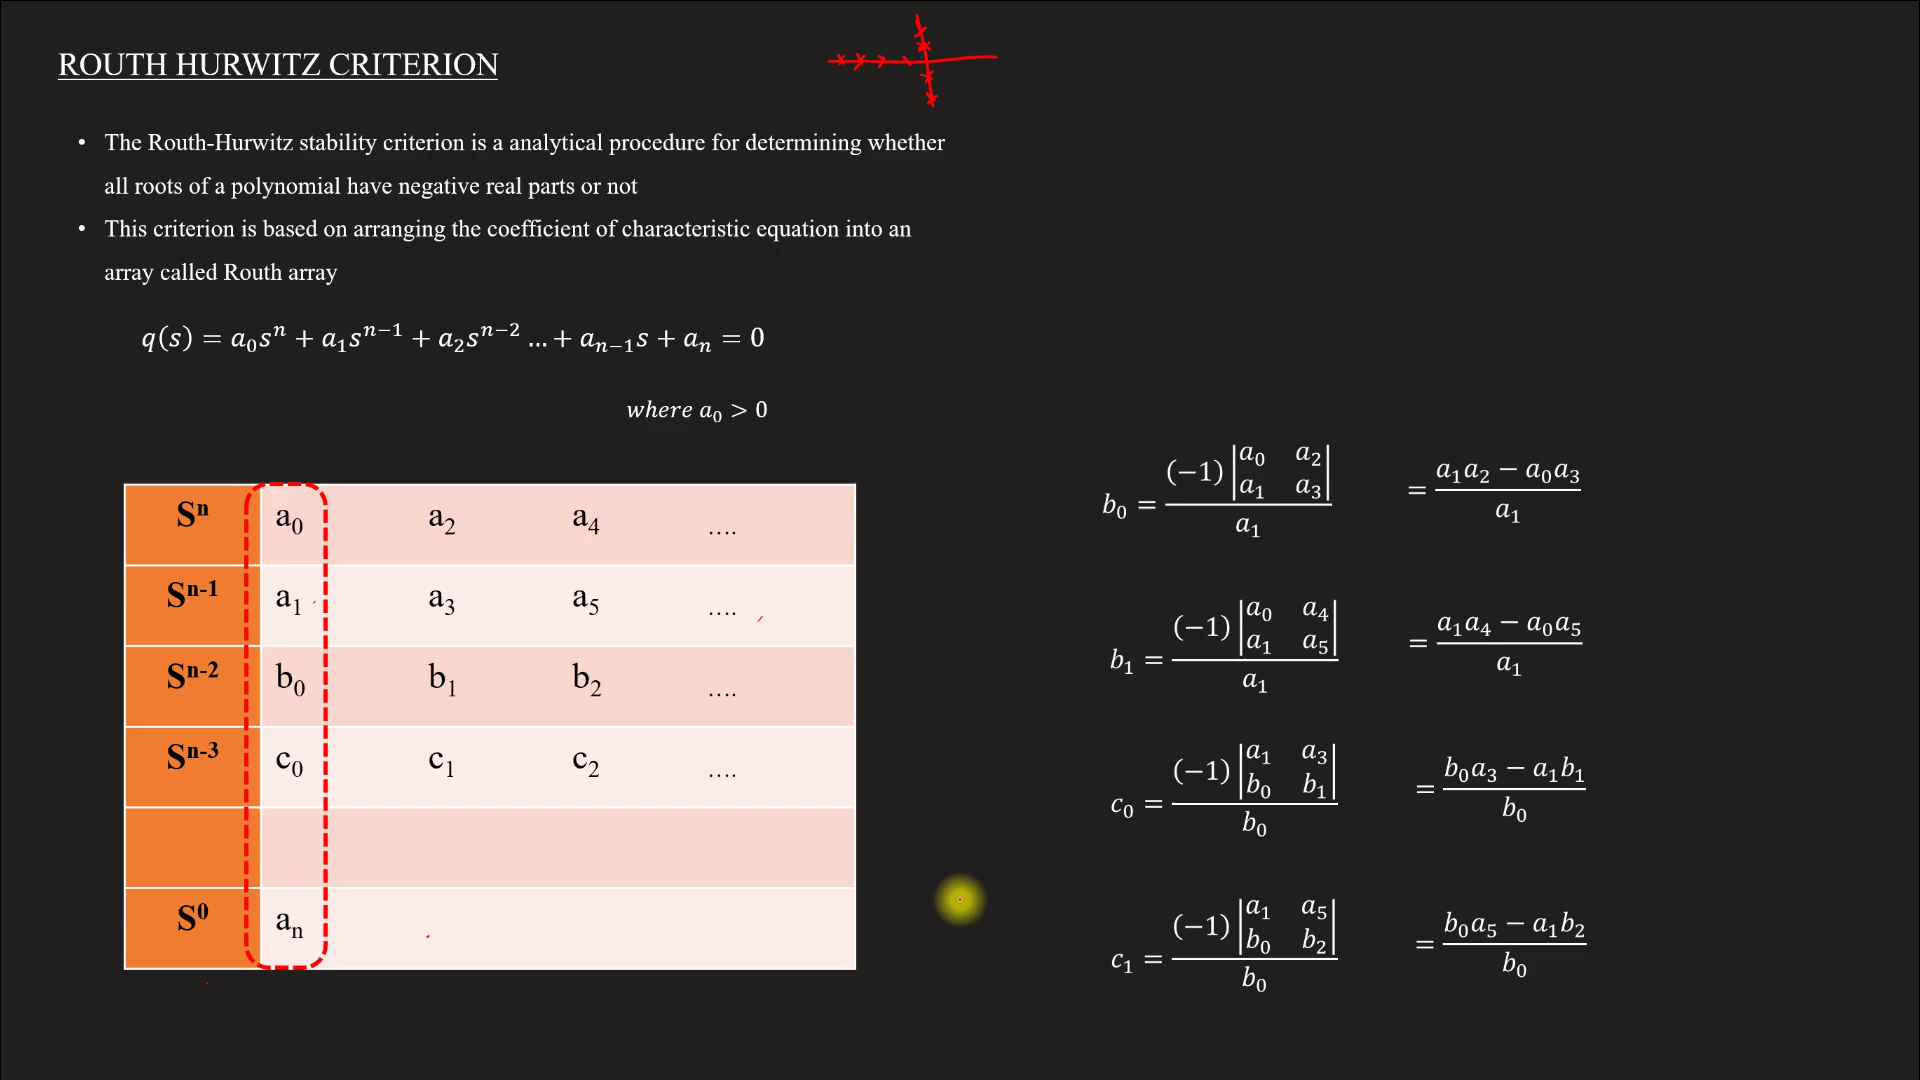 ROUTH HURWITZ CRITERION
• The Routh-Hurwitz stability criterion is a analytical procedure for determining whether
all roots of a polynomial have negative real parts or not
• This criterion is based on arranging the coefficient of characteristic equation into an
array called Routh array
q(s) = a₀sⁿ + a₁sⁿ⁻¹ + a₂sⁿ⁻² … + aₙ₋₁s + aₙ = 0
where a₀ > 0
Sⁿ a₀ a₂ a₄ ….
Sⁿ⁻¹ a₁ a₃ a₅ ….
Sⁿ⁻² b₀ b₁ b₂ ….
Sⁿ⁻³ c₀ c₁ c₂ ….
S⁰ aₙ
b₀ = (−1) |a₀ a₂; a₁ a₃| / a₁ = (a₁a₂ − a₀a₃) / a₁
b₁ = (−1) |a₀ a₄; a₁ a₅| / a₁ = (a₁a₄ − a₀a₅) / a₁
c₀ = (−1) |a₁ a₃; b₀ b₁| / b₀ = (b₀a₃ − a₁b₁) / b₀
c₁ = (−1) |a₁ a₅; b₀ b₂| / b₀ = (b₀a₅ − a₁b₂) / b₀